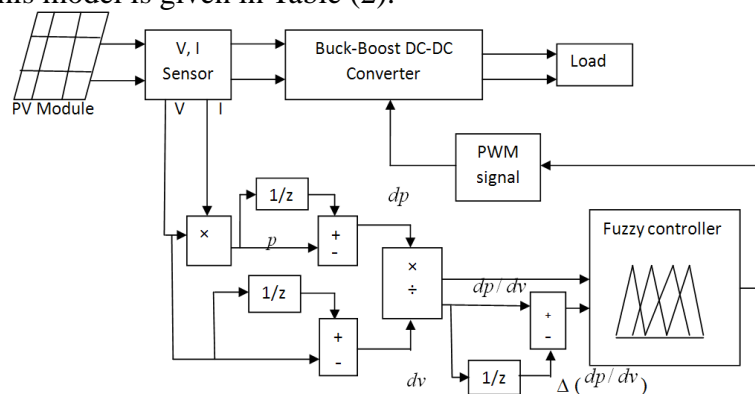 his model is given in Table (2).
V, I
Sensor
Buck-Boost DC-DC
Converter
Load
PV Module
V
I
PWM
signal
1/z
dp
×
p
+
-
Fuzzy controller
×
÷
1/z
dp/dv
+
-
+
-
dv
1/z
Δ (dp/dv)